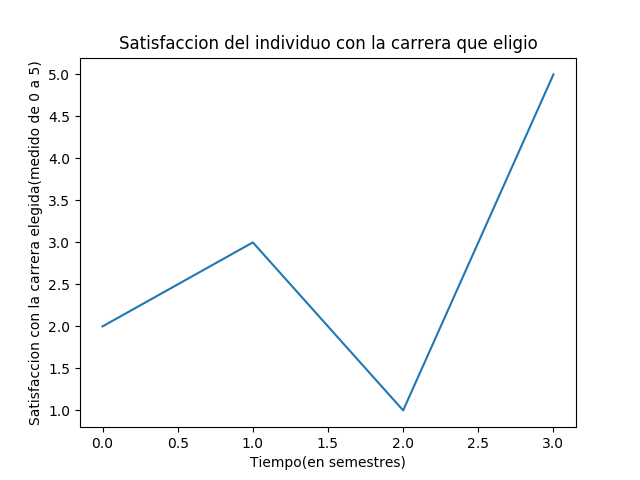 Satisfaccion del individuo con la carrera que eligio
Satisfaccion con la carrera elegida(medido de 0 a 5)
5.0
4.5
4.0
3.5
3.0
2.5
2.0
1.5
1.0
0.0 0.5 1.0 1.5 2.0 2.5 3.0
Tiempo(en semestres)